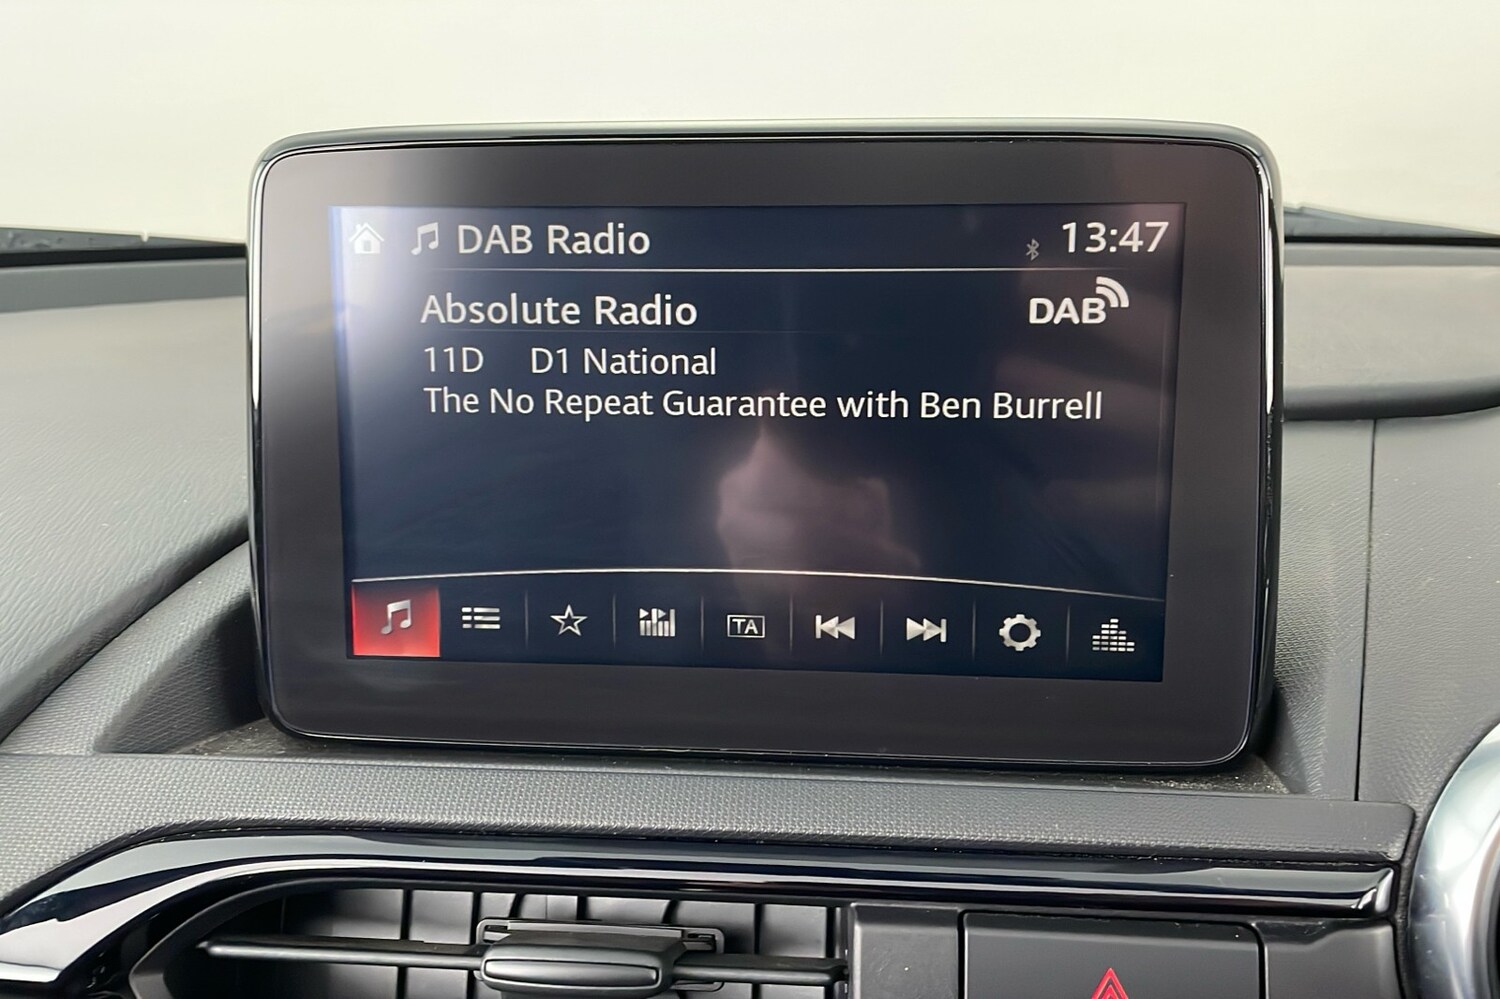 DAB Radio 13:47
Absolute Radio DAB
11D D1 National
The No Repeat Guarantee with Ben Burrell
TA